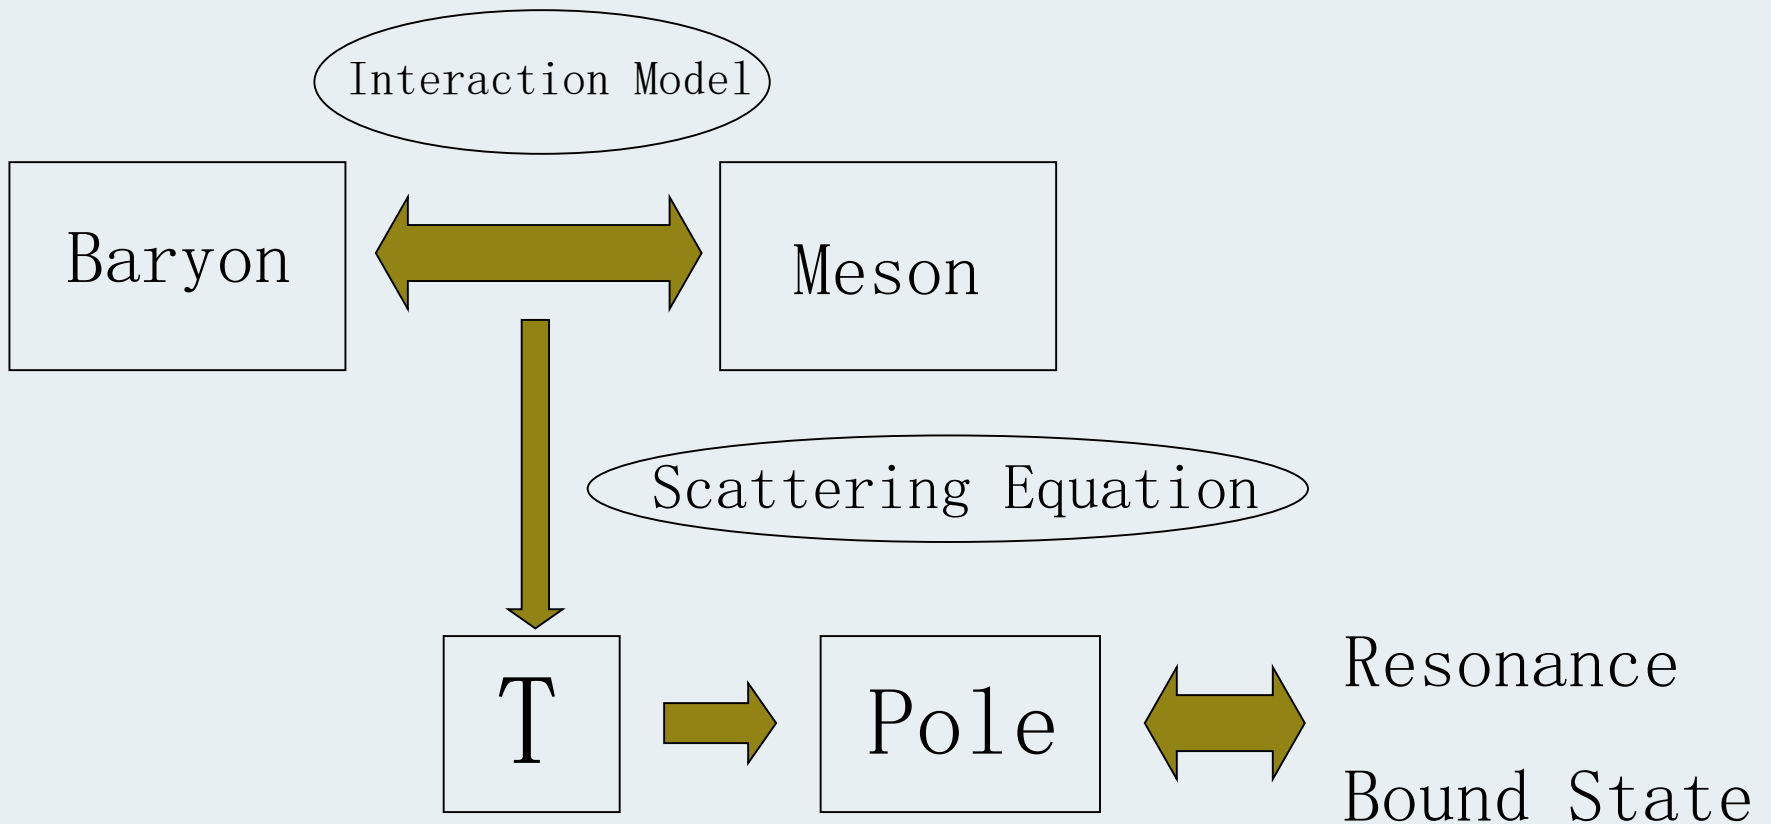 Interaction Model
Baryon
Meson
Scattering Equation
T
Pole
Resonance
Bound State